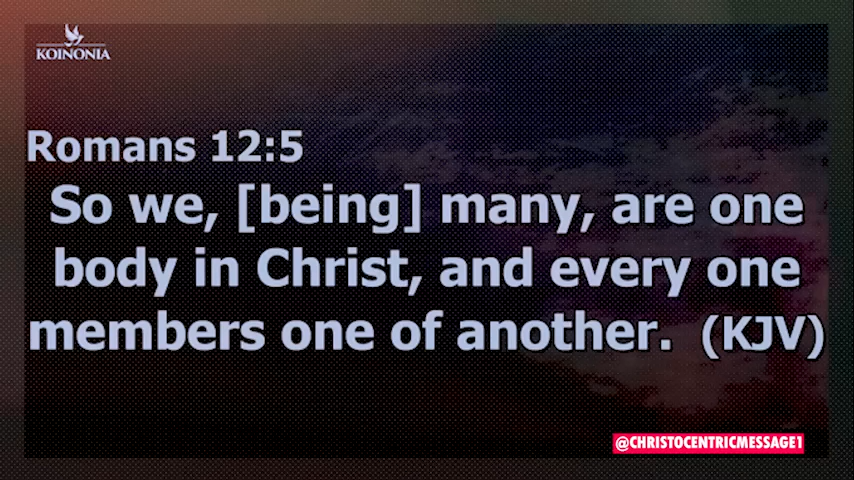 KOINONIA
Romans 12:5
So we, [being] many, are one
body in Christ, and every one
members one of another. (KJV)
@CHRISTOCENTRICMESSAGE1